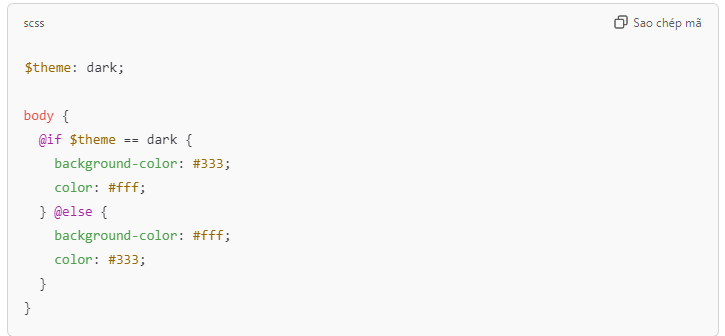 scss
Sao chép mã
$theme: dark;
body {
  @if $theme == dark {
    background-color: #333;
    color: #fff;
  } @else {
    background-color: #fff;
    color: #333;
  }
}